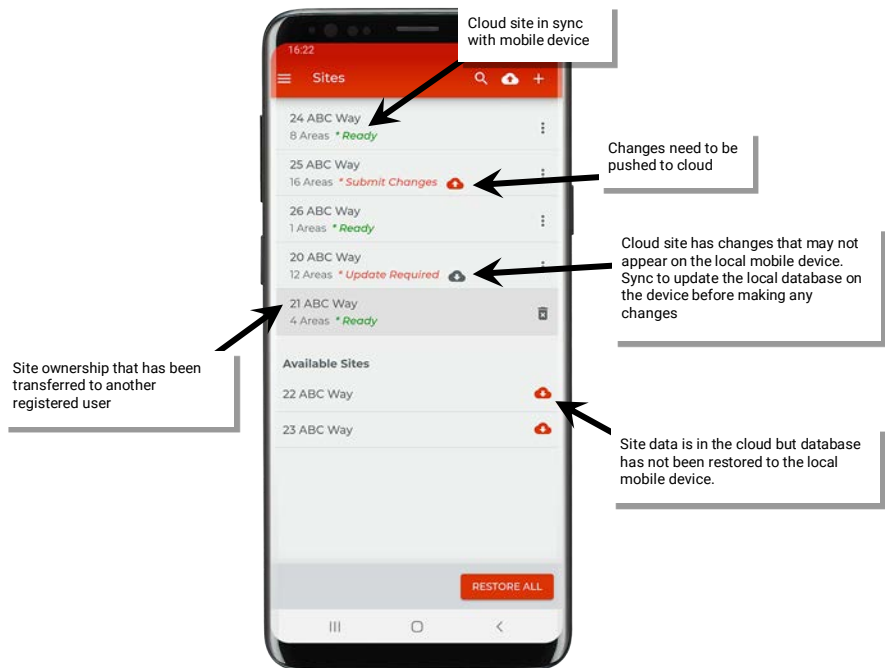 Cloud site in sync
with mobile device
16:22
Sites
24 ABC Way
8 Areas * Ready
25 ABC Way
16 Areas * Submit Changes
Changes need to be
pushed to cloud
26 ABC Way
1 Areas * Ready
20 ABC Way
12 Areas * Update Required
Cloud site has changes that may not
appear on the local mobile device.
Sync to update the local database on
the device before making any
changes
21 ABC Way
4 Areas * Ready
Site ownership that has been
transferred to another
registered user
Available Sites
22 ABC Way
23 ABC Way
Site data is in the cloud but database
has not been restored to the local
mobile device.
RESTORE ALL